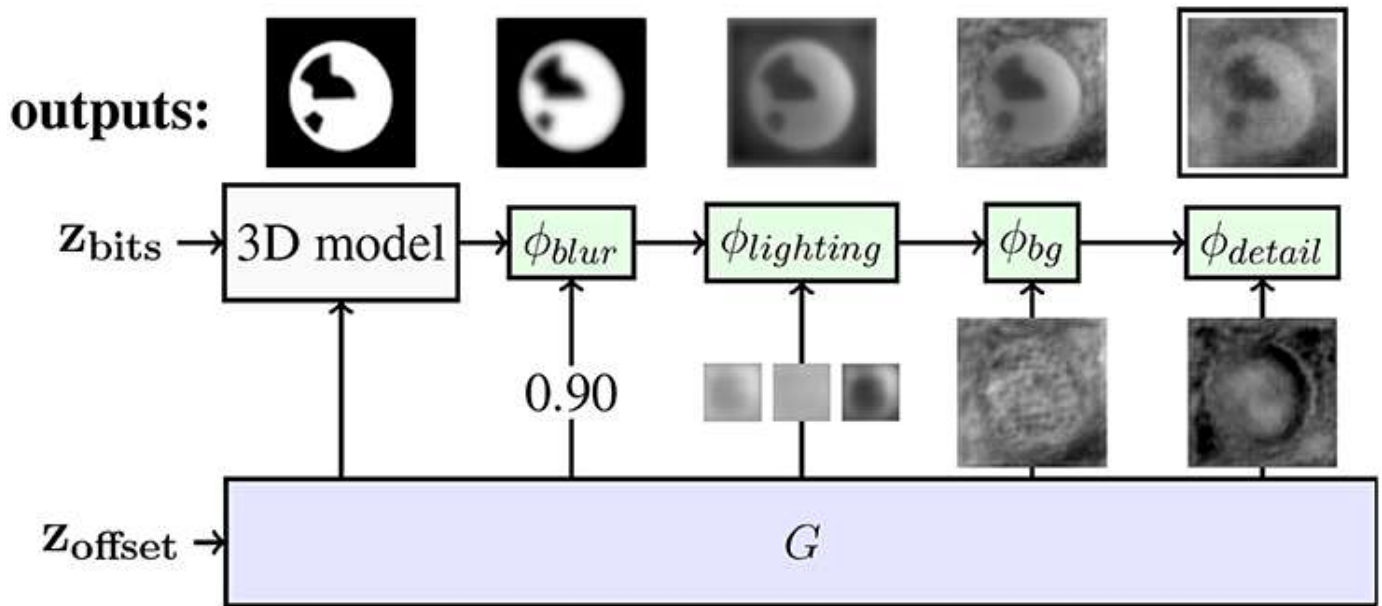 outputs:
z_bits 3D model ϕ_blur ϕ_lighting ϕ_bg ϕ_detail
0.90
z_offset G